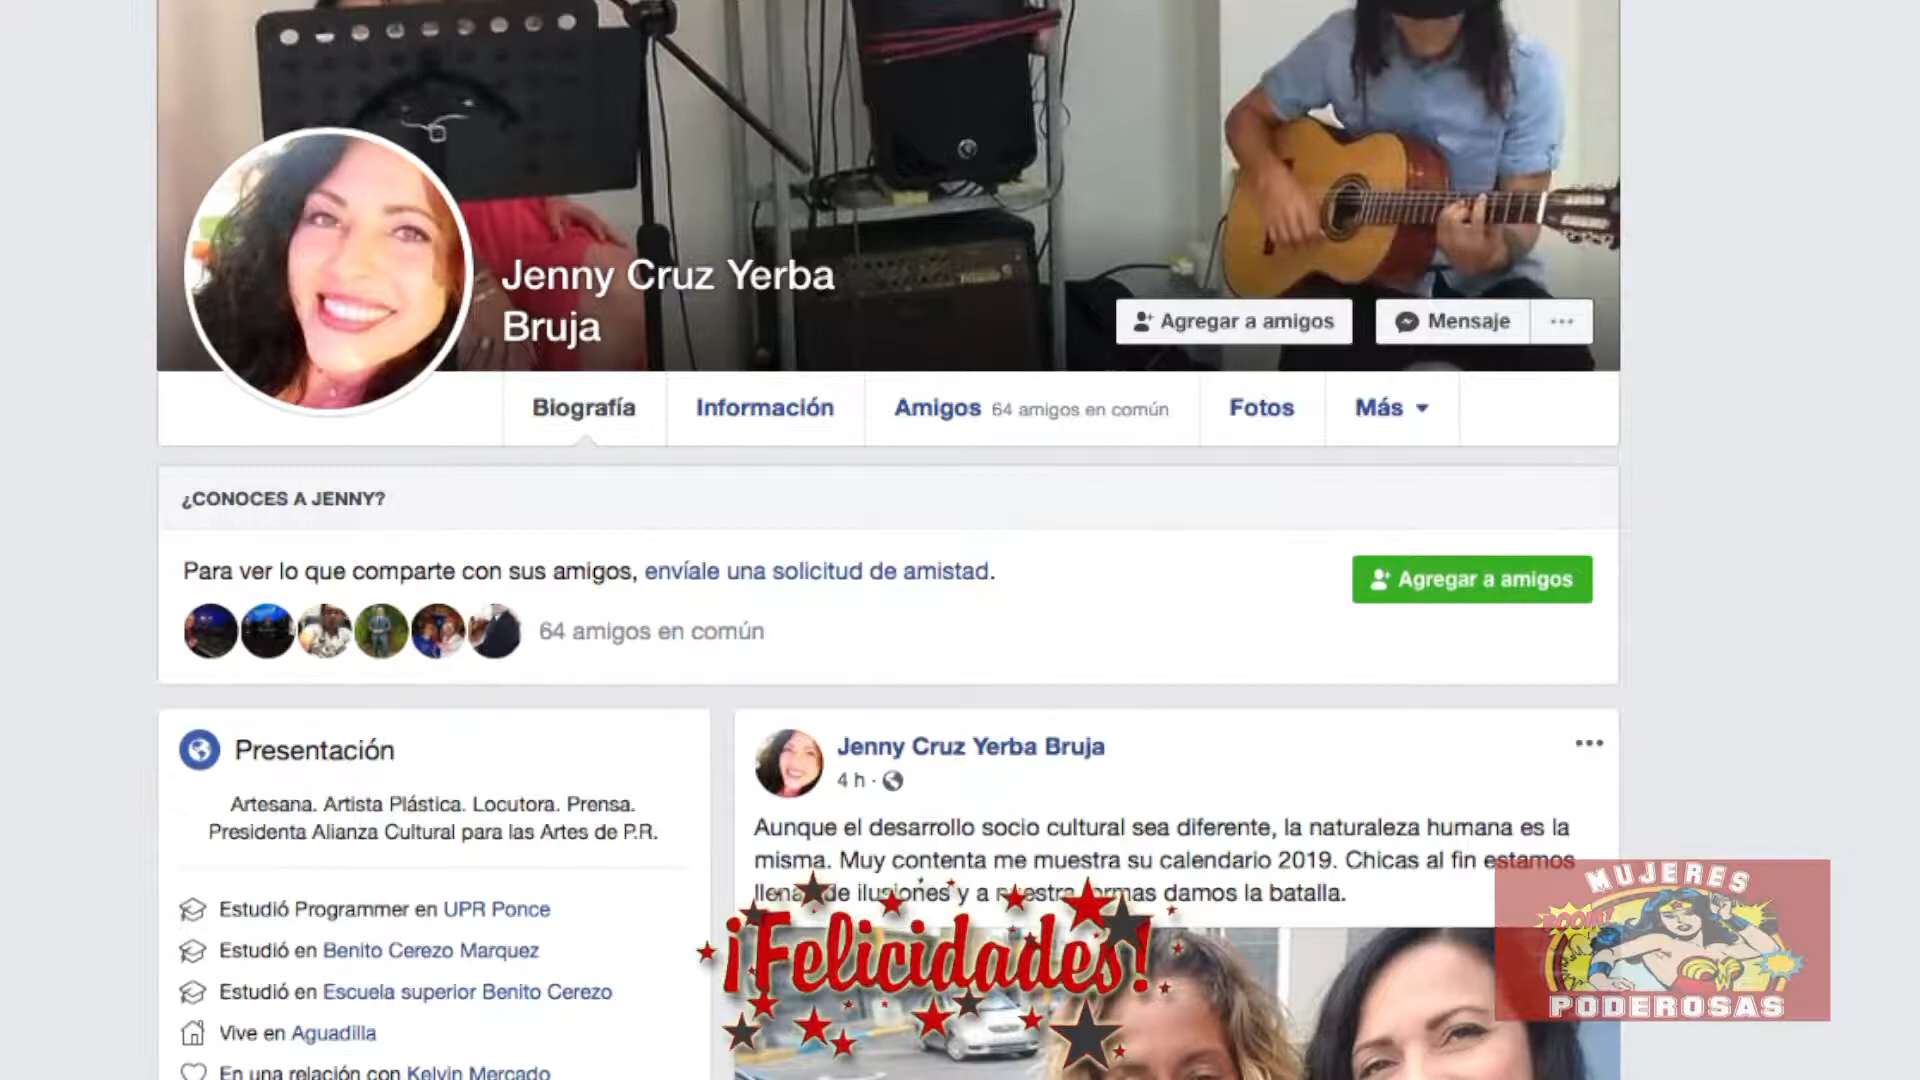 Jenny Cruz Yerba
Bruja
Agregar a amigos
Mensaje
Biografía
Información
Amigos 64 amigos en común
Fotos
Más
¿CONOCES A JENNY?
Para ver lo que comparte con sus amigos, envíale una solicitud de amistad.
Agregar a amigos
64 amigos en común
Presentación
Artesana. Artista Plástica. Locutora. Prensa.
Presidenta Alianza Cultural para las Artes de P.R.
Estudió Programmer en UPR Ponce
Estudió en Benito Cerezo Marquez
Estudió en Escuela superior Benito Cerezo
Vive en Aguadilla
En una relación con Kelvin Mercado
Jenny Cruz Yerba Bruja
4 h ·
Aunque el desarrollo socio cultural sea diferente, la naturaleza humana es la
misma. Muy contenta me muestra su calendario 2019. Chicas al fin estamos
de ilusiones y a damos la batalla.
¡Felicidades!
MUJERES
BOOM!
PODEROSAS